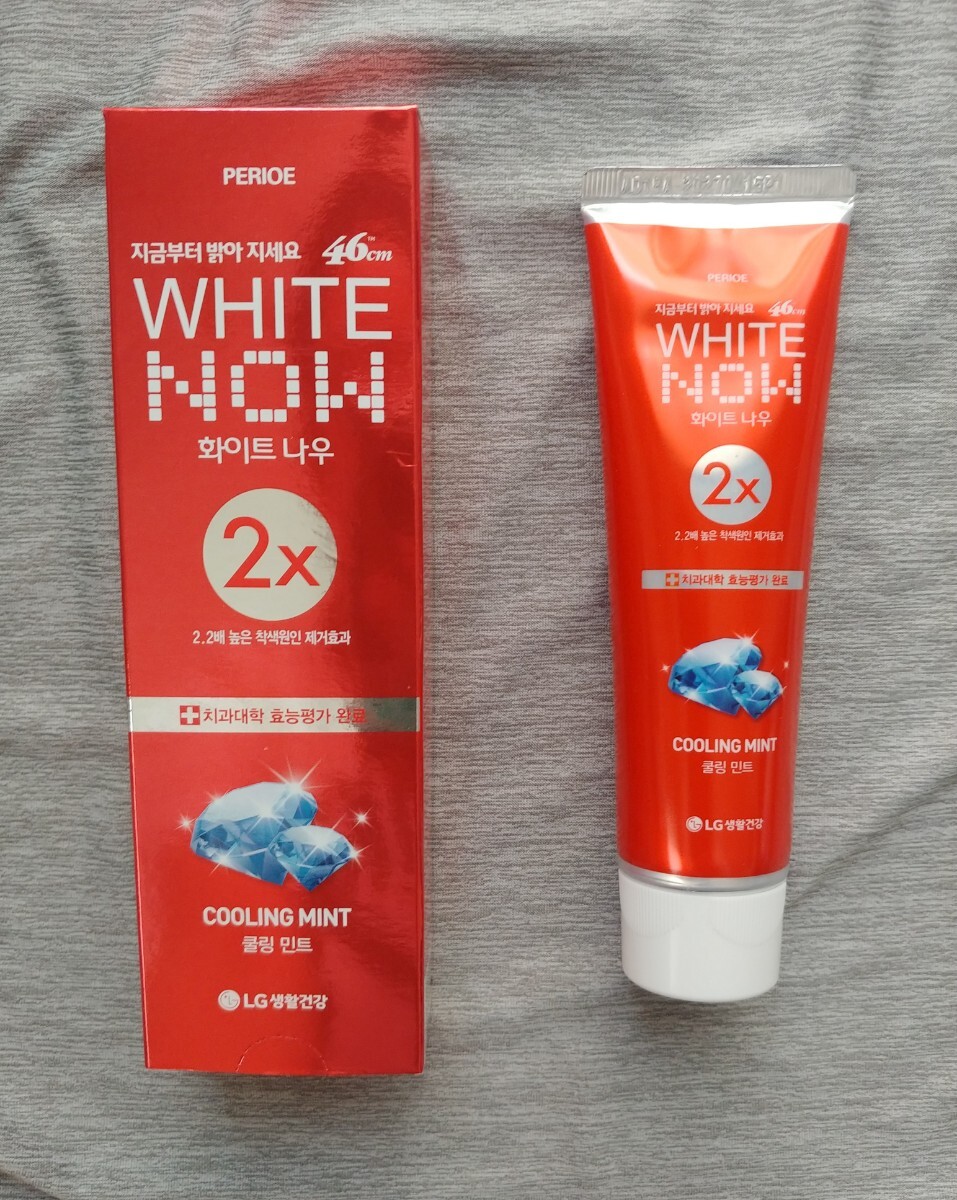 PERIOE
지금부터 밝아 지세요 46cm™
WHITE
NOW
화이트 나우
2x
2.2배 높은 착색원인 제거효과
치과대학 효능평가 완료
COOLING MINT
쿨링 민트
LG생활건강
PERIOE
지금부터 밝아 지세요 46cm
WHITE
NOW
화이트 나우
2x
2.2배 높은 착색원인 제거효과
치과대학 효능평가 완료
COOLING MINT
쿨링 민트
LG생활건강